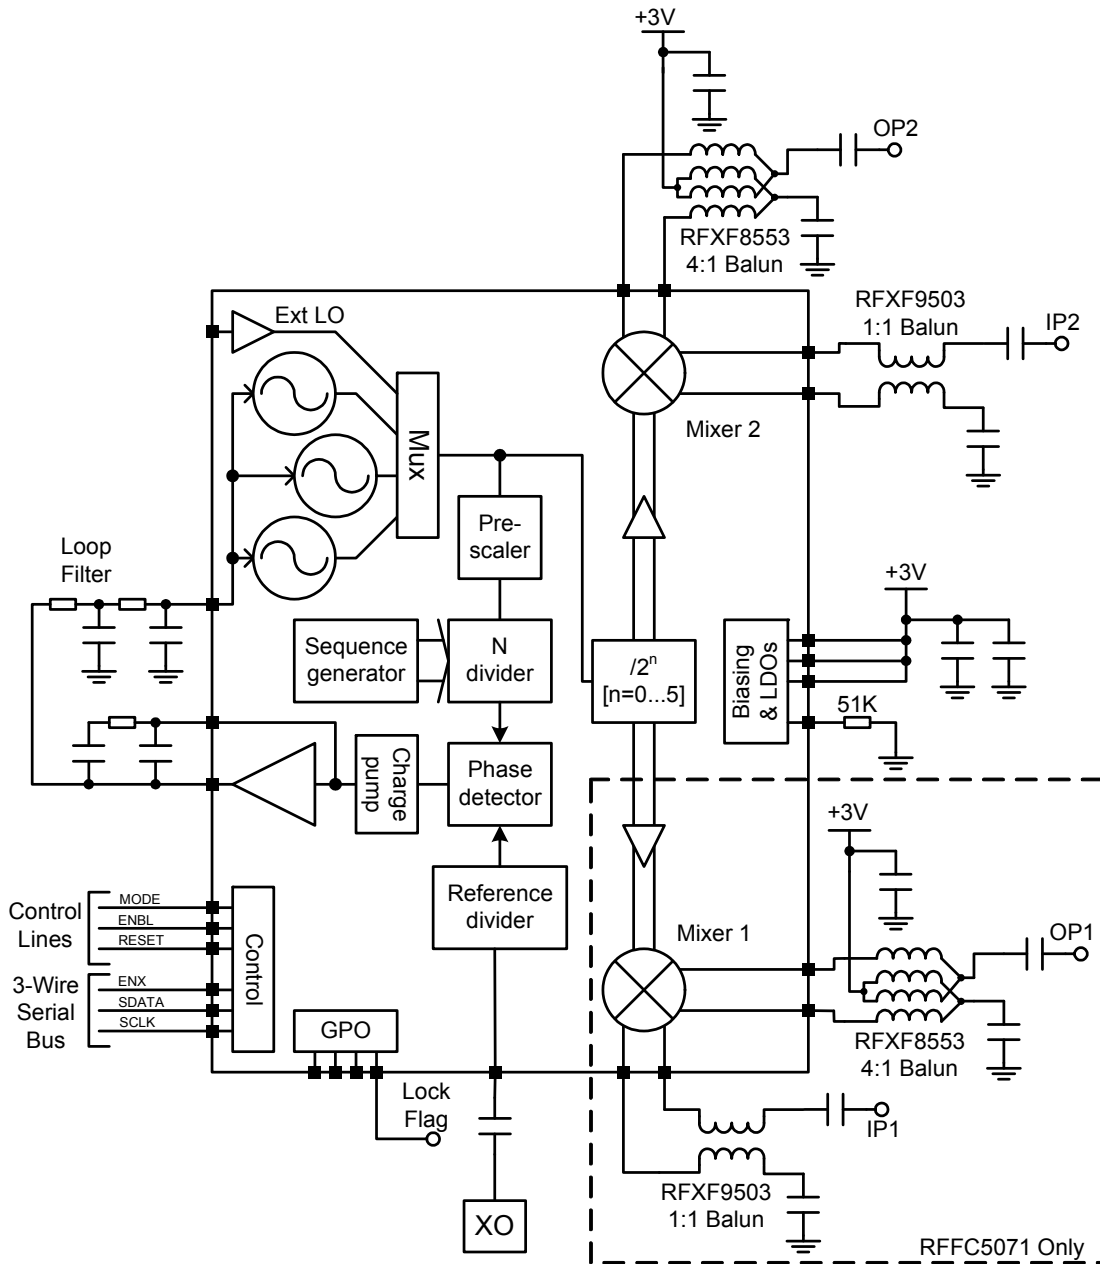 +3V
OP2
RFXF8553
4:1 Balun
RFXF9503
1:1 Balun
IP2
Ext LO
Mux
Mixer 2
Pre-
scaler
Loop
Filter
+3V
Sequence
generator
N
divider
/2ⁿ
[n=0...5]
Biasing
& LDOs
51K
Charge
pump
Phase
detector
+3V
Reference
divider
Control
Lines
MODE
ENBL
RESET
Control
Mixer 1
OP1
3-Wire
Serial
Bus
ENX
SDATA
SCLK
GPO
RFXF8553
4:1 Balun
Lock
Flag
IP1
RFXF9503
1:1 Balun
XO
RFFC5071 Only